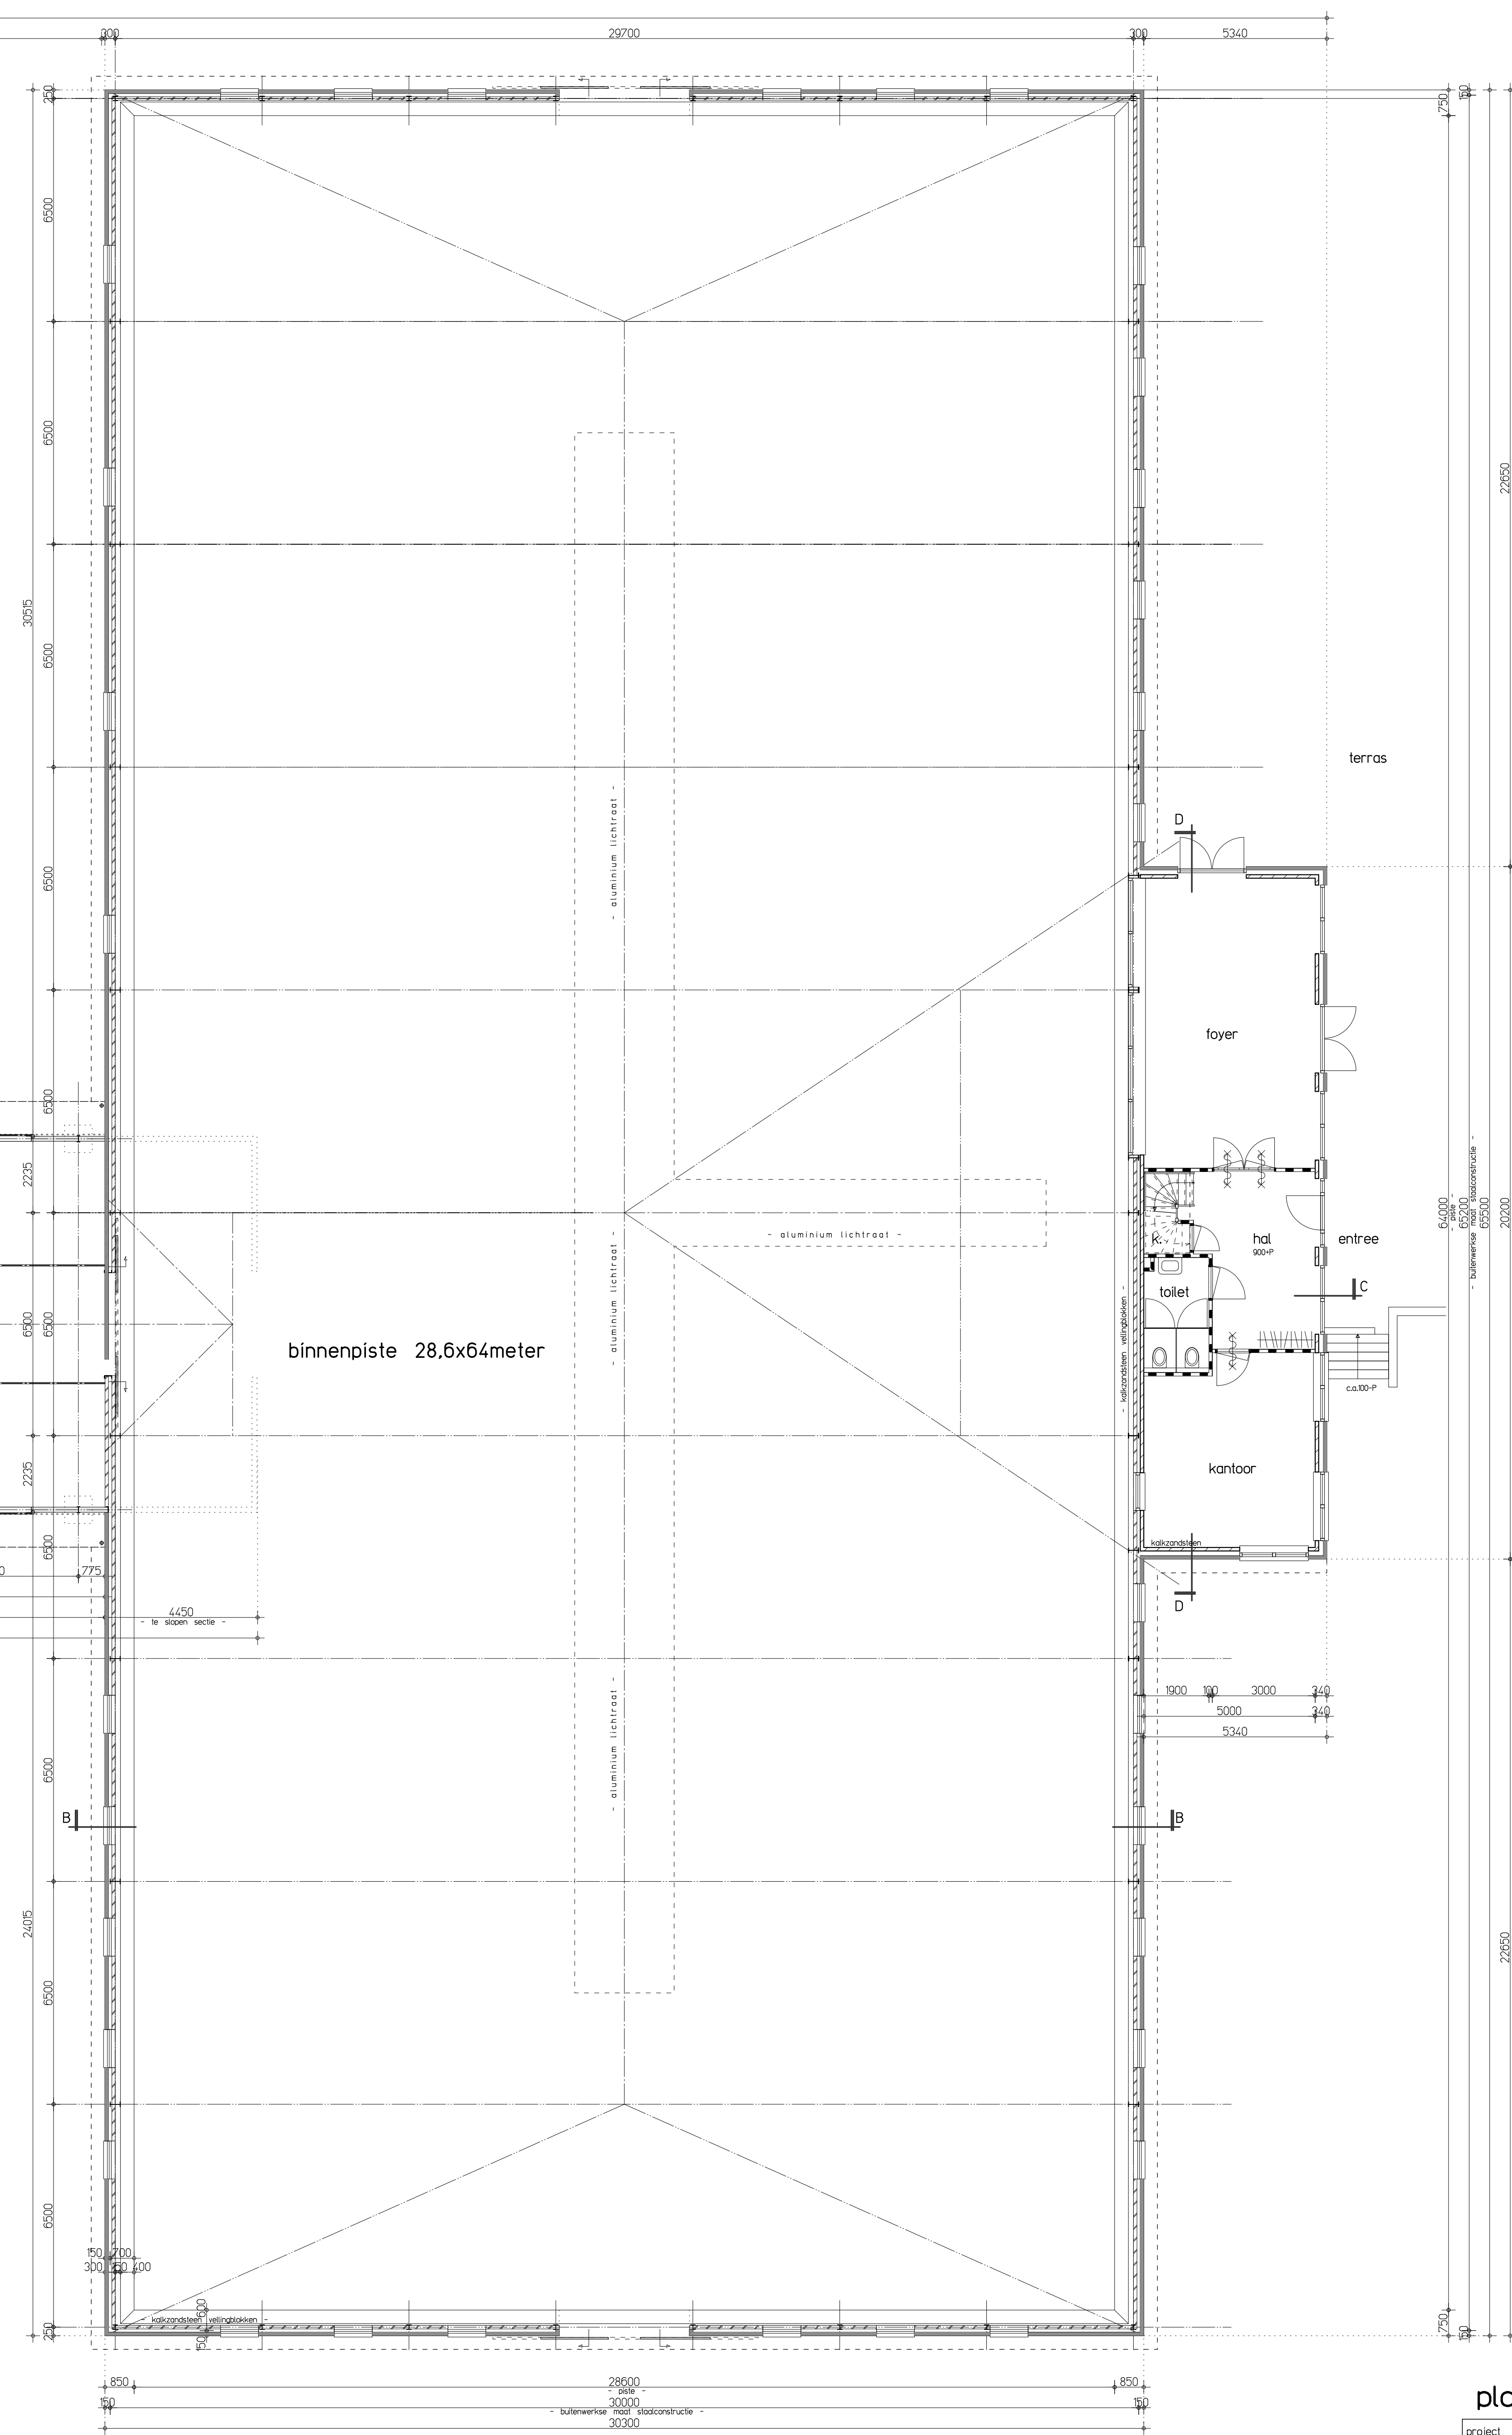 300
29700
300
5340
250
750
150
6500
6500
6500
6500
6500
30515
22650
terras
D
- aluminium lichtraat -
foyer
2235
64000
- piste -
65200
- buitenwerkse maat staalconstructie -
65500
20200
k.
hal
900+P
entree
- aluminium lichtraat -
- aluminium lichtraat -
toilet
C
- kalkzandsteen vellingblokken -
6500
6500
binnenpiste 28,6x64meter
c.a.100-P
kantoor
2235
6500
kalkzandsteen
0
775
D
4450
- te slopen sectie -
1900
100
3000
340
5000
340
5340
- aluminium lichtraat -
6500
B
B
24015
22650
6500
6500
150
700
300
150
400
600
150
- kalkzandsteen vellingblokken -
250
750
150
850
28600
850
- piste -
150
30000
150
- buitenwerkse maat staalconstructie -
30300
project